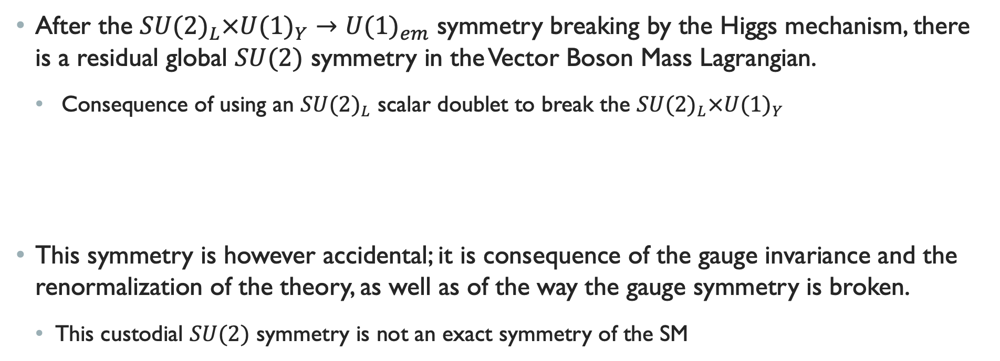 • After the 𝑆𝑈(2)_𝐿×𝑈(1)_𝑌 → 𝑈(1)_𝑒𝑚 symmetry breaking by the Higgs mechanism, there
is a residual global 𝑆𝑈(2) symmetry in the Vector Boson Mass Lagrangian.
• Consequence of using an 𝑆𝑈(2)_𝐿 scalar doublet to break the 𝑆𝑈(2)_𝐿×𝑈(1)_𝑌
• This symmetry is however accidental; it is consequence of the gauge invariance and the
renormalization of the theory, as well as of the way the gauge symmetry is broken.
• This custodial 𝑆𝑈(2) symmetry is not an exact symmetry of the SM